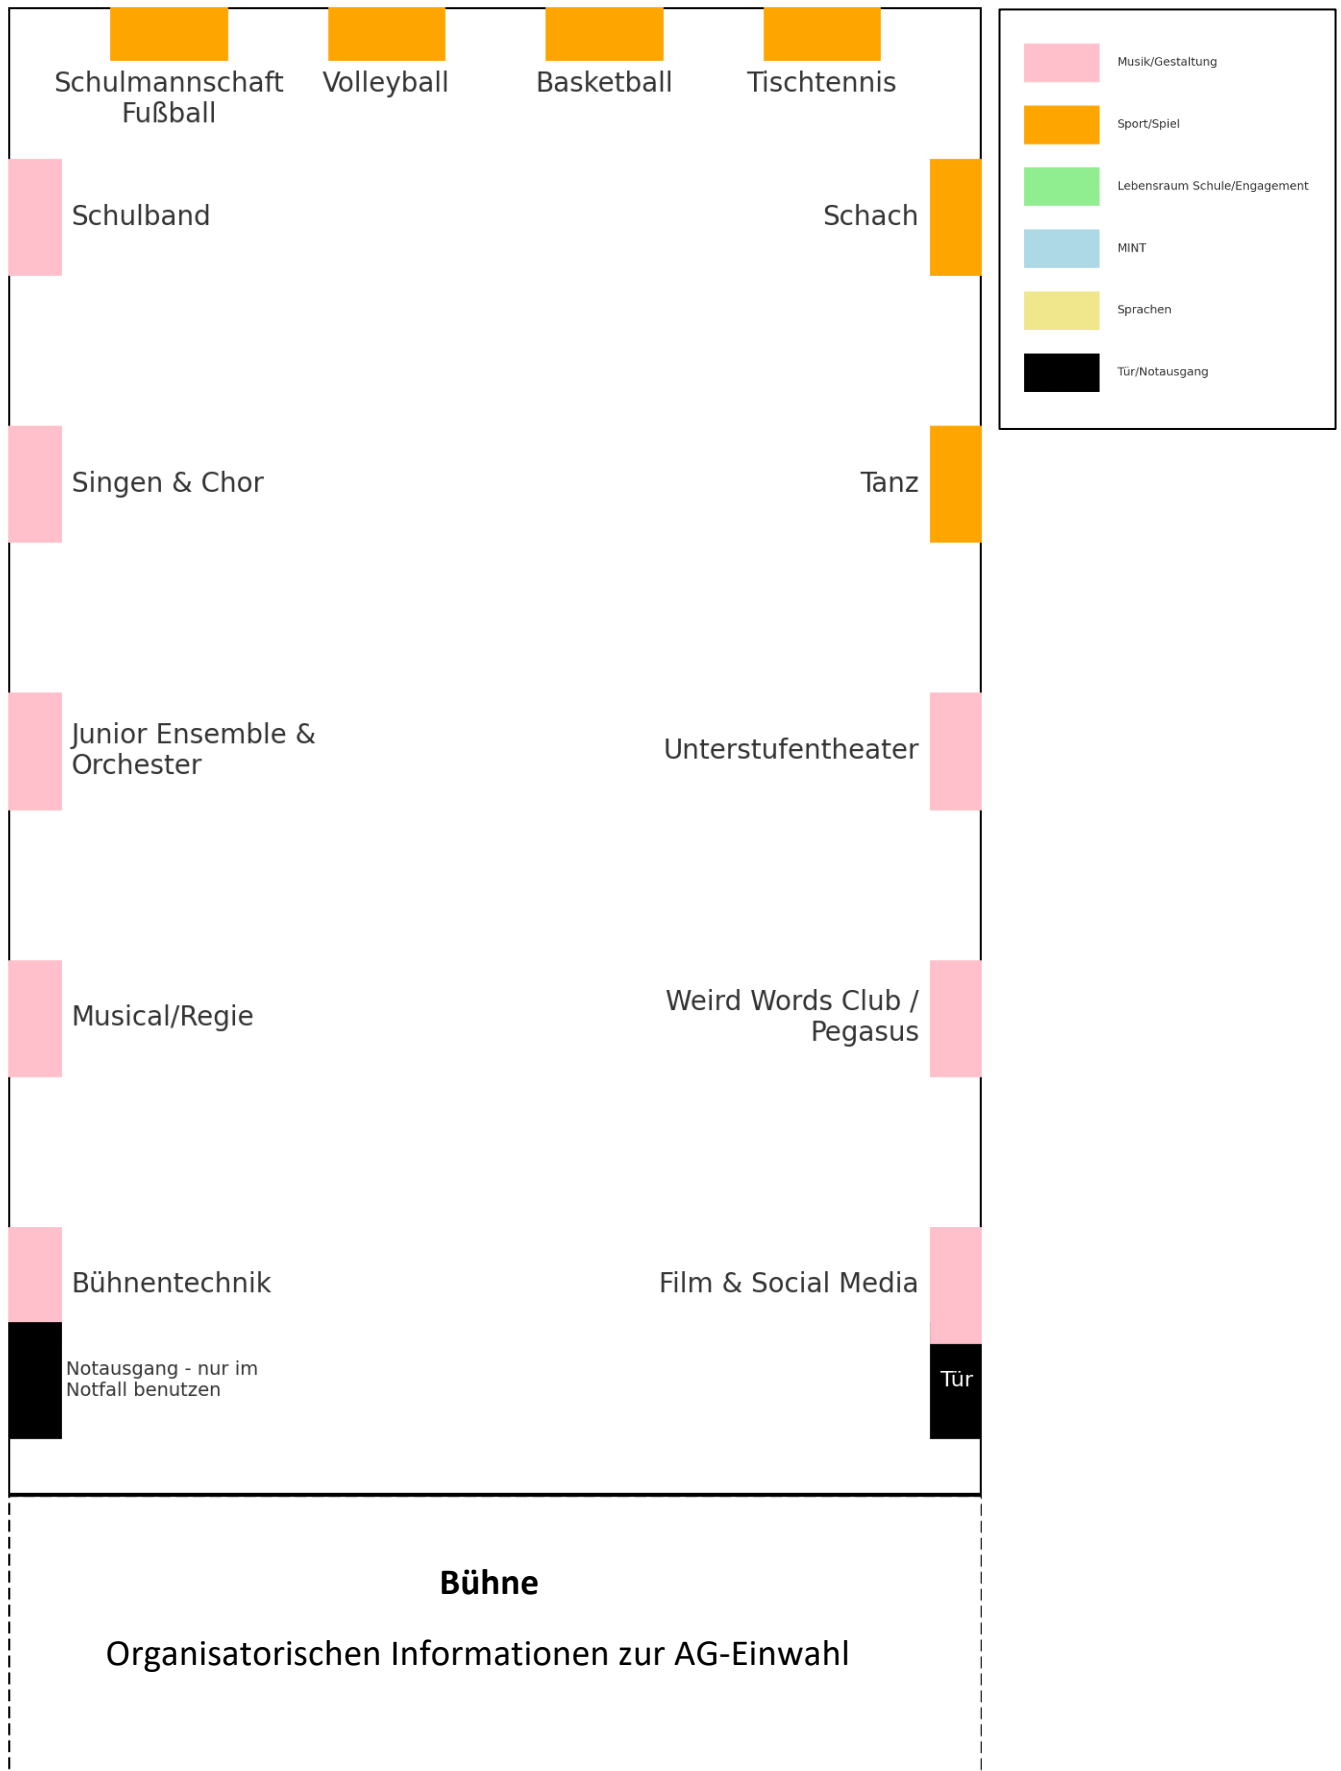 Schulmannschaft
Fußball
Volleyball
Basketball
Tischtennis
Musik/Gestaltung
Sport/Spiel
Lebensraum Schule/Engagement
MINT
Sprachen
Tür/Notausgang
Schulband
Schach
Singen & Chor
Tanz
Junior Ensemble &
Orchester
Unterstufentheater
Musical/Regie
Weird Words Club /
Pegasus
Bühnentechnik
Film & Social Media
Notausgang - nur im
Notfall benutzen
Tür
Bühne
Organisatorischen Informationen zur AG-Einwahl